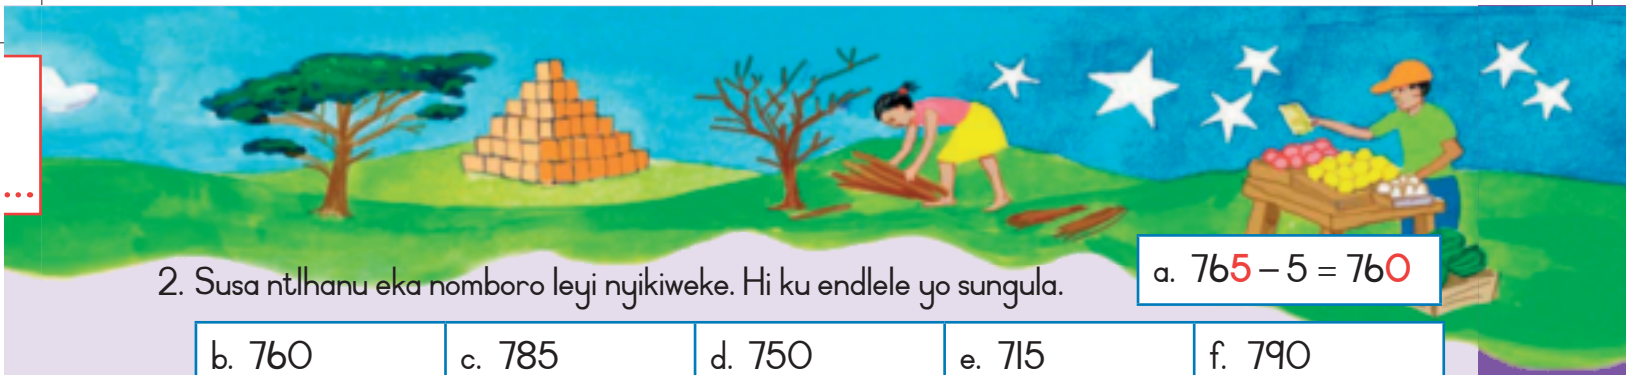 ...
2. Susa ntlhanu eka nomboro leyi nyikiweke. Hi ku endlele yo sungula.
a. 765 – 5 = 760
b. 760 c. 785 d. 750 e. 715 f. 790